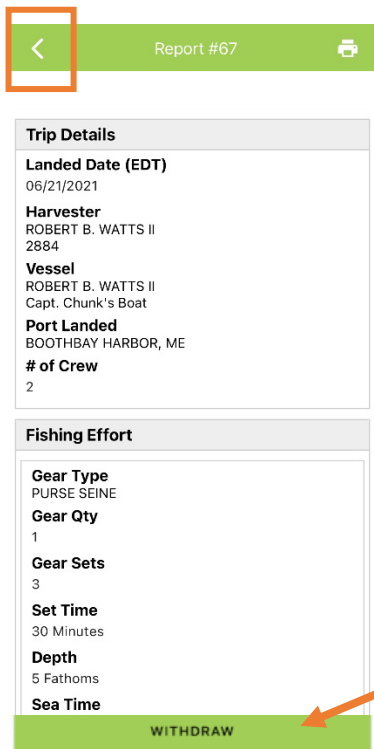 Report #67
Trip Details
Landed Date (EDT)
06/21/2021
Harvester
ROBERT B. WATTS II
2884
Vessel
ROBERT B. WATTS II
Capt. Chunk's Boat
Port Landed
BOOTHBAY HARBOR, ME
# of Crew
2
Fishing Effort
Gear Type
PURSE SEINE
Gear Qty
1
Gear Sets
3
Set Time
30 Minutes
Depth
5 Fathoms
Sea Time
WITHDRAW